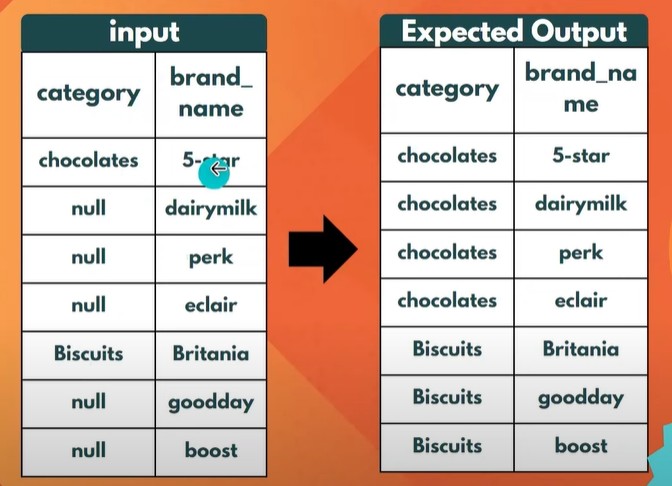 input
category brand_
name
chocolates 5-star
null dairymilk
null perk
null eclair
Biscuits Britania
null goodday
null boost
Expected Output
category brand_na
me
chocolates 5-star
chocolates dairymilk
chocolates perk
chocolates eclair
Biscuits Britania
Biscuits goodday
Biscuits boost